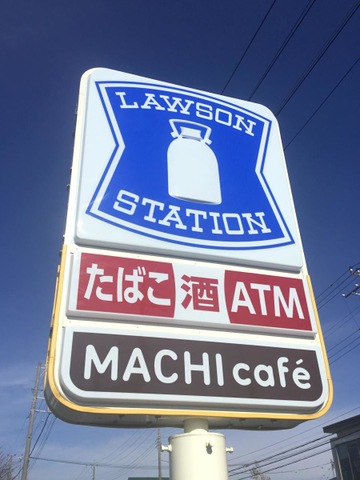 LAWSON
STATION
たばこ 酒 ATM
MACHI café